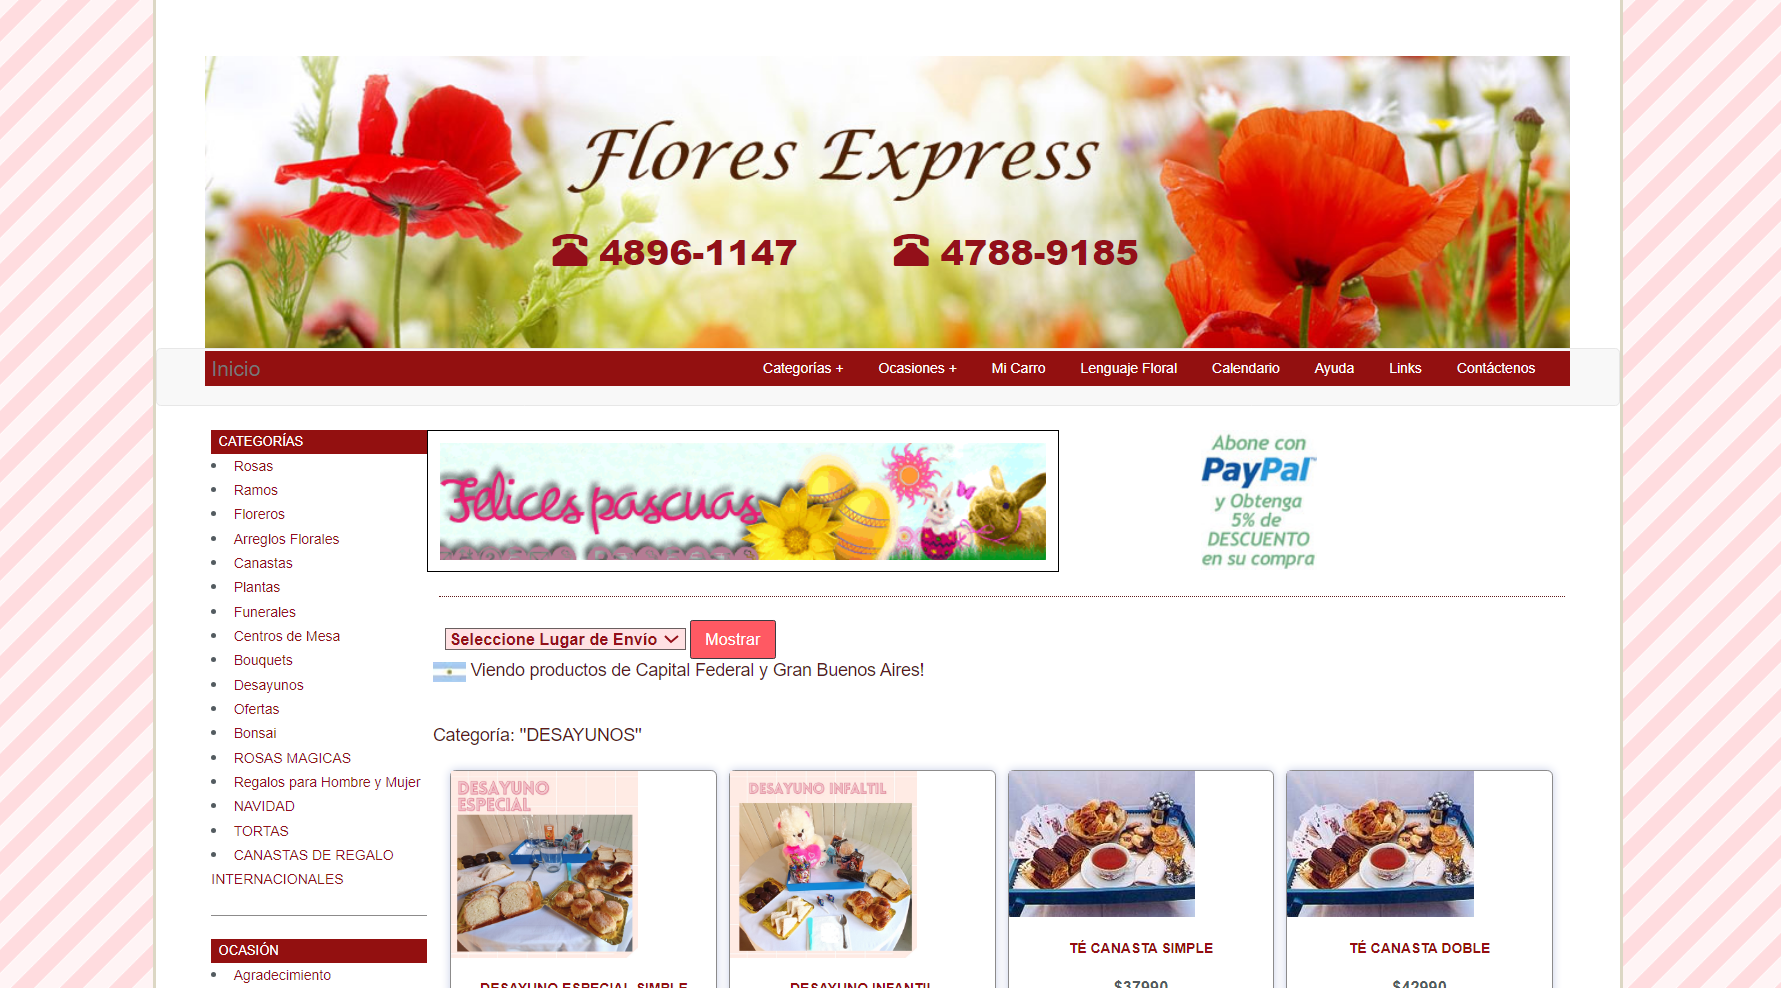 Flores Express
4896-1147 4788-9185
Inicio Categorías + Ocasiones + Mi Carro Lenguaje Floral Calendario Ayuda Links Contáctenos
CATEGORÍAS
Rosas
Ramos
Floreros
Arreglos Florales
Canastas
Plantas
Funerales
Centros de Mesa
Bouquets
Desayunos
Ofertas
Bonsai
ROSAS MAGICAS
Regalos para Hombre y Mujer
NAVIDAD
TORTAS
CANASTAS DE REGALO
INTERNACIONALES
OCASIÓN
Agradecimiento
Felices pascuas
Abone con
PayPal™
y Obtenga
5% de
DESCUENTO
en su compra
Seleccione Lugar de Envío Mostrar
Viendo productos de Capital Federal y Gran Buenos Aires!
Categoría: "DESAYUNOS"
DESAYUNO
ESPECIAL
DESAYUNO ESPECIAL SIMPLE
DESAYUNO INFALTIL
DESAYUNO INFANTIL
TÉ CANASTA SIMPLE
$37990
TÉ CANASTA DOBLE
$42990